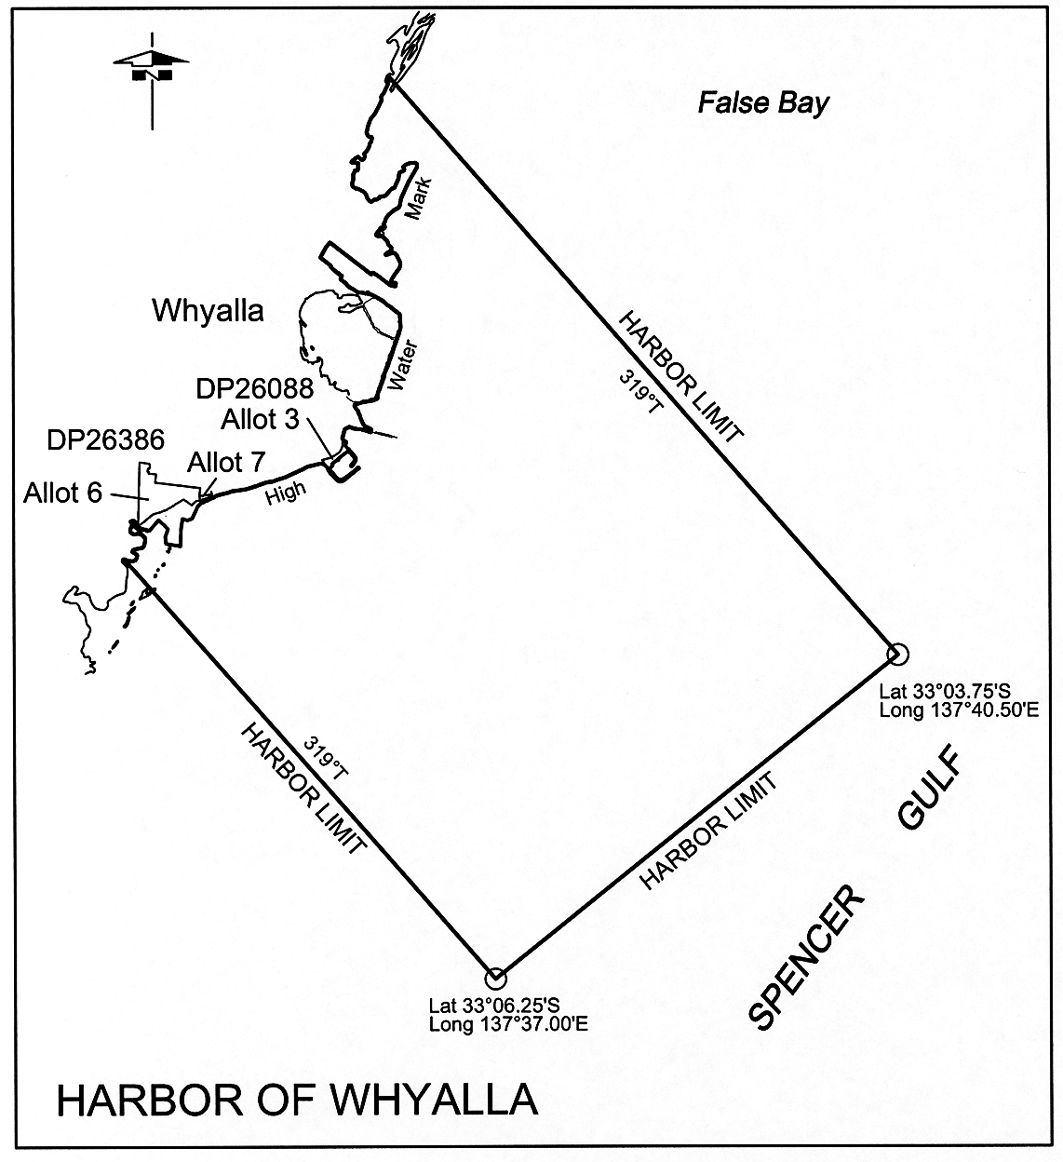 N
False Bay
Mark
Whyalla
HARBOR LIMIT
319°T
Water
DP26088
Allot 3
DP26386
Allot 7
Allot 6
High
Lat 33°03.75'S
Long 137°40.50'E
319°T
HARBOR LIMIT
HARBOR LIMIT
SPENCER GULF
Lat 33°06.25'S
Long 137°37.00'E
HARBOR OF WHYALLA